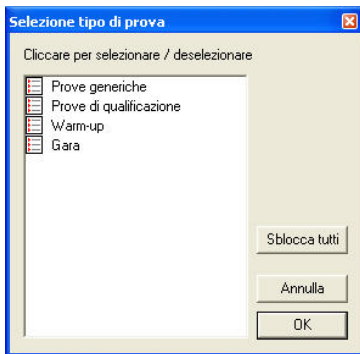 Selezione tipo di prova
Cliccare per selezionare / deselezionare
Prove generiche
Prove di qualificazione
Warm-up
Gara
Sblocca tutti
Annulla
OK